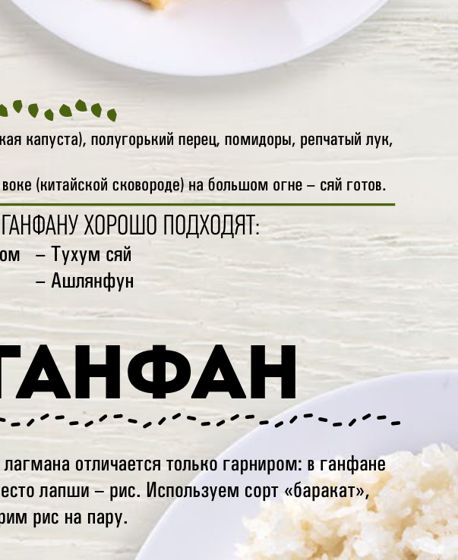 кая капуста), полугорький перец, помидоры, репчатый лук,
воке (китайской сковороде) на большом огне – сяй готов.
ГАНФАНУ ХОРОШО ПОДХОДЯТ:
ом – Тухум сяй
– Ашлянфун
ГАНФАН
лагмана отличается только гарниром: в ганфане
есто лапши – рис. Используем сорт «баракат»,
рим рис на пару.